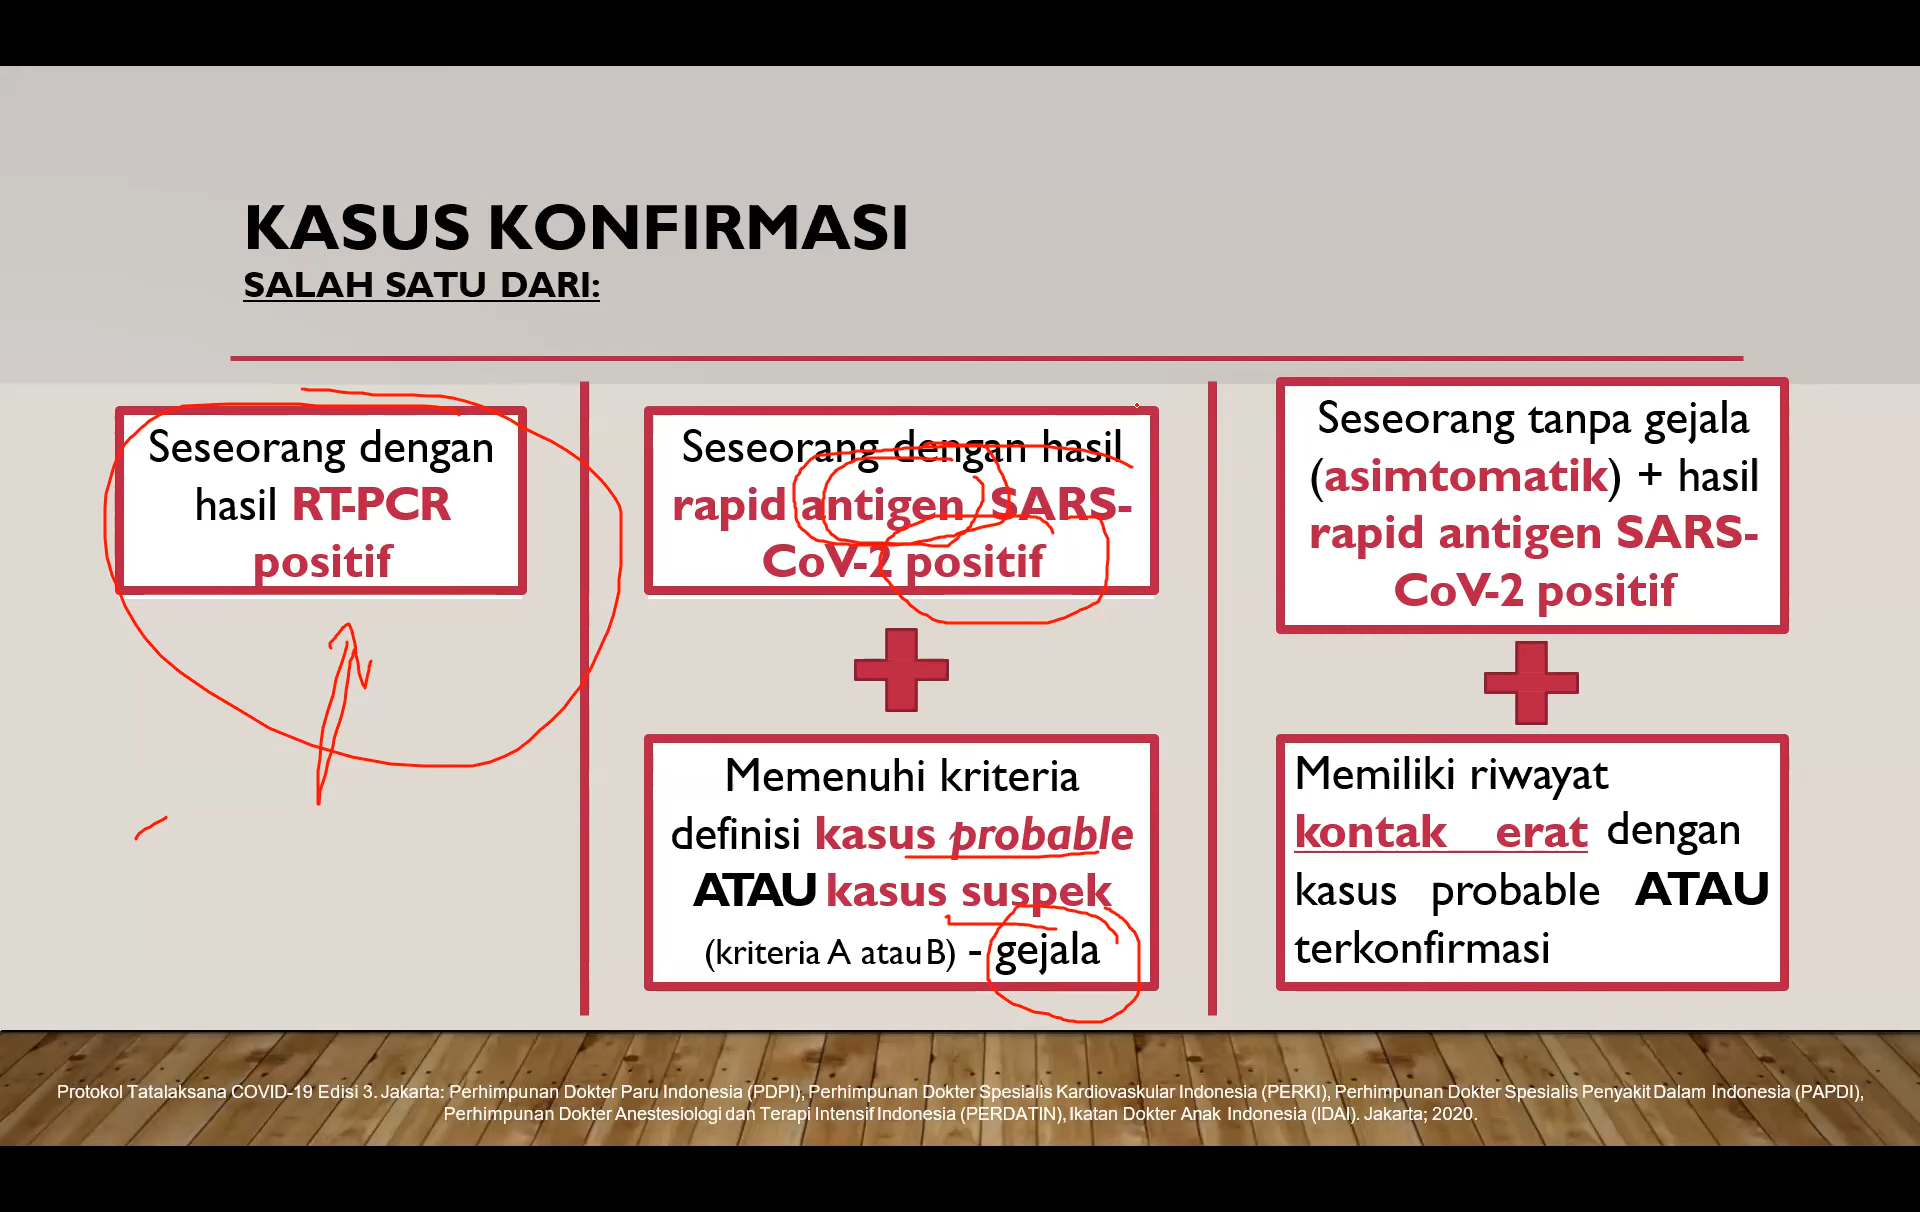 KASUS KONFIRMASI
SALAH SATU DARI:
Seseorang dengan
hasil RT-PCR
positif
Seseorang dengan hasil
rapid antigen SARS-
CoV-2 positif
Memenuhi kriteria
definisi kasus probable
ATAU kasus suspek
(kriteria A atau B) - gejala
Seseorang tanpa gejala
(asimtomatik) + hasil
rapid antigen SARS-
CoV-2 positif
Memiliki riwayat
kontak erat dengan
kasus probable ATAU
terkonfirmasi
Protokol Tatalaksana COVID-19 Edisi 3. Jakarta: Perhimpunan Dokter Paru Indonesia (PDPI), Perhimpunan Dokter Spesialis Kardiovaskular Indonesia (PERKI), Perhimpunan Dokter Spesialis Penyakit Dalam Indonesia (PAPDI),
Perhimpunan Dokter Anestesiologi dan Terapi Intensif Indonesia (PERDATIN), Ikatan Dokter Anak Indonesia (IDAI). Jakarta; 2020.